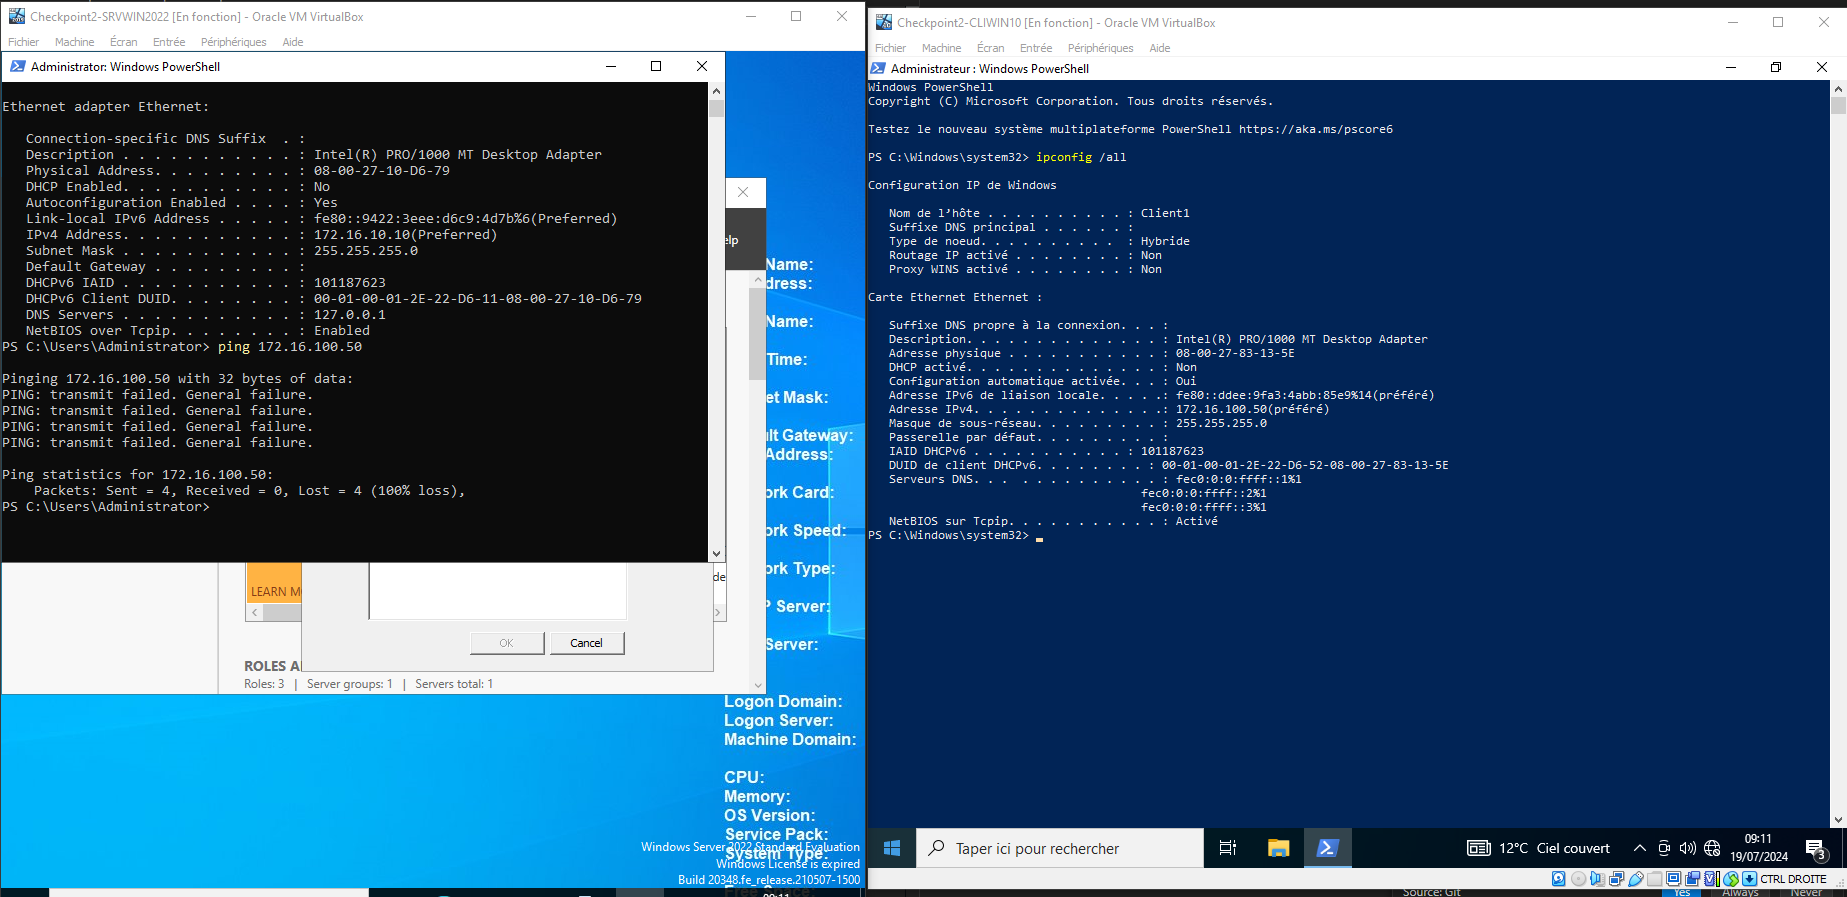 Checkpoint2-SRVWIN2022 [En fonction] - Oracle VM VirtualBox
Fichier Machine Écran Entrée Périphériques Aide
Administrator: Windows PowerShell
Ethernet adapter Ethernet:
Connection-specific DNS Suffix . :
Description . . . . . . . . . . . : Intel(R) PRO/1000 MT Desktop Adapter
Physical Address. . . . . . . . . : 08-00-27-10-D6-79
DHCP Enabled. . . . . . . . . . . : No
Autoconfiguration Enabled . . . . : Yes
Link-local IPv6 Address . . . . . : fe80::9422:3eee:d6c9:4d7b%6(Preferred)
IPv4 Address. . . . . . . . . . . : 172.16.10.10(Preferred)
Subnet Mask . . . . . . . . . . . : 255.255.255.0
Default Gateway . . . . . . . . . :
DHCPv6 IAID . . . . . . . . . . . : 101187623
DHCPv6 Client DUID. . . . . . . . : 00-01-00-01-2E-22-D6-11-08-00-27-10-D6-79
DNS Servers . . . . . . . . . . . : 127.0.0.1
NetBIOS over Tcpip. . . . . . . . : Enabled
PS C:\Users\Administrator> ping 172.16.100.50
Pinging 172.16.100.50 with 32 bytes of data:
PING: transmit failed. General failure.
PING: transmit failed. General failure.
PING: transmit failed. General failure.
PING: transmit failed. General failure.
Ping statistics for 172.16.100.50:
Packets: Sent = 4, Received = 0, Lost = 4 (100% loss),
PS C:\Users\Administrator>
elp
Name:
dress:
Name:
Time:
et Mask:
lt Gateway:
Address:
ork Card:
ork Speed:
ork Type:
P Server:
Server:
Logon Domain:
Logon Server:
Machine Domain:
CPU:
Memory:
OS Version:
Service Pack:
System Type:
LEARN M
de
OK Cancel
ROLES A
Roles: 3 | Server groups: 1 | Servers total: 1
Windows Server 2022 Standard Evaluation
Windows License is expired
Build 20348.fe_release.210507-1500
Checkpoint2-CLIWIN10 [En fonction] - Oracle VM VirtualBox
Fichier Machine Écran Entrée Périphériques Aide
Administrateur : Windows PowerShell
Windows PowerShell
Copyright (C) Microsoft Corporation. Tous droits réservés.
Testez le nouveau système multiplateforme PowerShell https://aka.ms/pscore6
PS C:\Windows\system32> ipconfig /all
Configuration IP de Windows
Nom de l’hôte . . . . . . . . . . : Client1
Suffixe DNS principal . . . . . . :
Type de noeud. . . . . . . . . . : Hybride
Routage IP activé . . . . . . . . : Non
Proxy WINS activé . . . . . . . . : Non
Carte Ethernet Ethernet :
Suffixe DNS propre à la connexion. . . :
Description. . . . . . . . . . . . . . : Intel(R) PRO/1000 MT Desktop Adapter
Adresse physique . . . . . . . . . . . : 08-00-27-83-13-5E
DHCP activé. . . . . . . . . . . . . . : Non
Configuration automatique activée. . . : Oui
Adresse IPv6 de liaison locale. . . . .: fe80::ddee:9fa3:4abb:85e9%14(préféré)
Adresse IPv4. . . . . . . . . . . . . .: 172.16.100.50(préféré)
Masque de sous-réseau. . . . . . . . . : 255.255.255.0
Passerelle par défaut. . . . . . . . . :
IAID DHCPv6 . . . . . . . . . . . : 101187623
DUID de client DHCPv6. . . . . . . . : 00-01-00-01-2E-22-D6-52-08-00-27-83-13-5E
Serveurs DNS. . . . . . . . . . . . . : fec0:0:0:ffff::1%1
fec0:0:0:ffff::2%1
fec0:0:0:ffff::3%1
NetBIOS sur Tcpip. . . . . . . . . . . : Activé
PS C:\Windows\system32>
Taper ici pour rechercher
12°C Ciel couvert
09:11
19/07/2024
3
CTRL DROITE
Source: Git
Yes Always Never